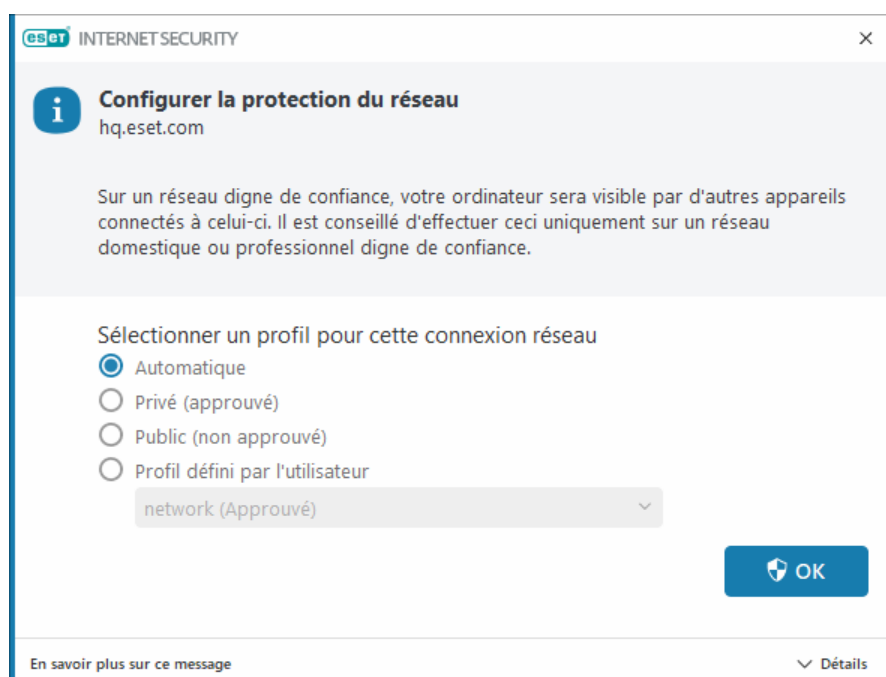 eseT INTERNET SECURITY
Configurer la protection du réseau
hq.eset.com
Sur un réseau digne de confiance, votre ordinateur sera visible par d'autres appareils
connectés à celui-ci. Il est conseillé d'effectuer ceci uniquement sur un réseau
domestique ou professionnel digne de confiance.
Sélectionner un profil pour cette connexion réseau
Automatique
Privé (approuvé)
Public (non approuvé)
Profil défini par l'utilisateur
network (Approuvé)
OK
En savoir plus sur ce message
Détails